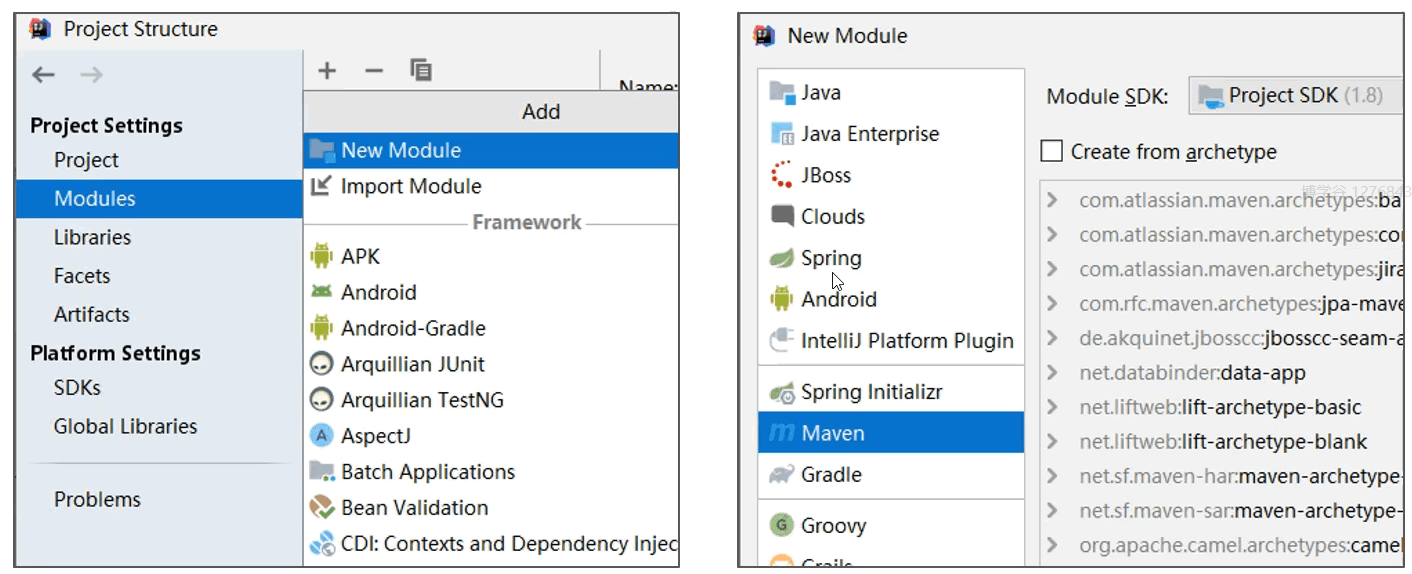 Project Structure
Name:
Add
Project Settings
Project
Modules
Libraries
Facets
Artifacts
Platform Settings
SDKs
Global Libraries
Problems
New Module
Import Module
Framework
APK
Android
Android-Gradle
Arquillian JUnit
Arquillian TestNG
AspectJ
Batch Applications
Bean Validation
CDI: Contexts and Dependency Injec
New Module
Java
Java Enterprise
JBoss
Clouds
Spring
Android
IntelliJ Platform Plugin
Spring Initializr
Maven
Gradle
Groovy
Grails
Module SDK: Project SDK (1.8)
Create from archetype
博学谷 1276843
com.atlassian.maven.archetypes:ba
com.atlassian.maven.archetypes:co
com.atlassian.maven.archetypes:jira
com.rfc.maven.archetypes:jpa-mave
de.akquinet.jbosscc:jbosscc-seam-a
net.databinder:data-app
net.liftweb:lift-archetype-basic
net.liftweb:lift-archetype-blank
net.sf.maven-har:maven-archetype-
net.sf.maven-sar:maven-archetype-
org.apache.camel.archetypes:camel